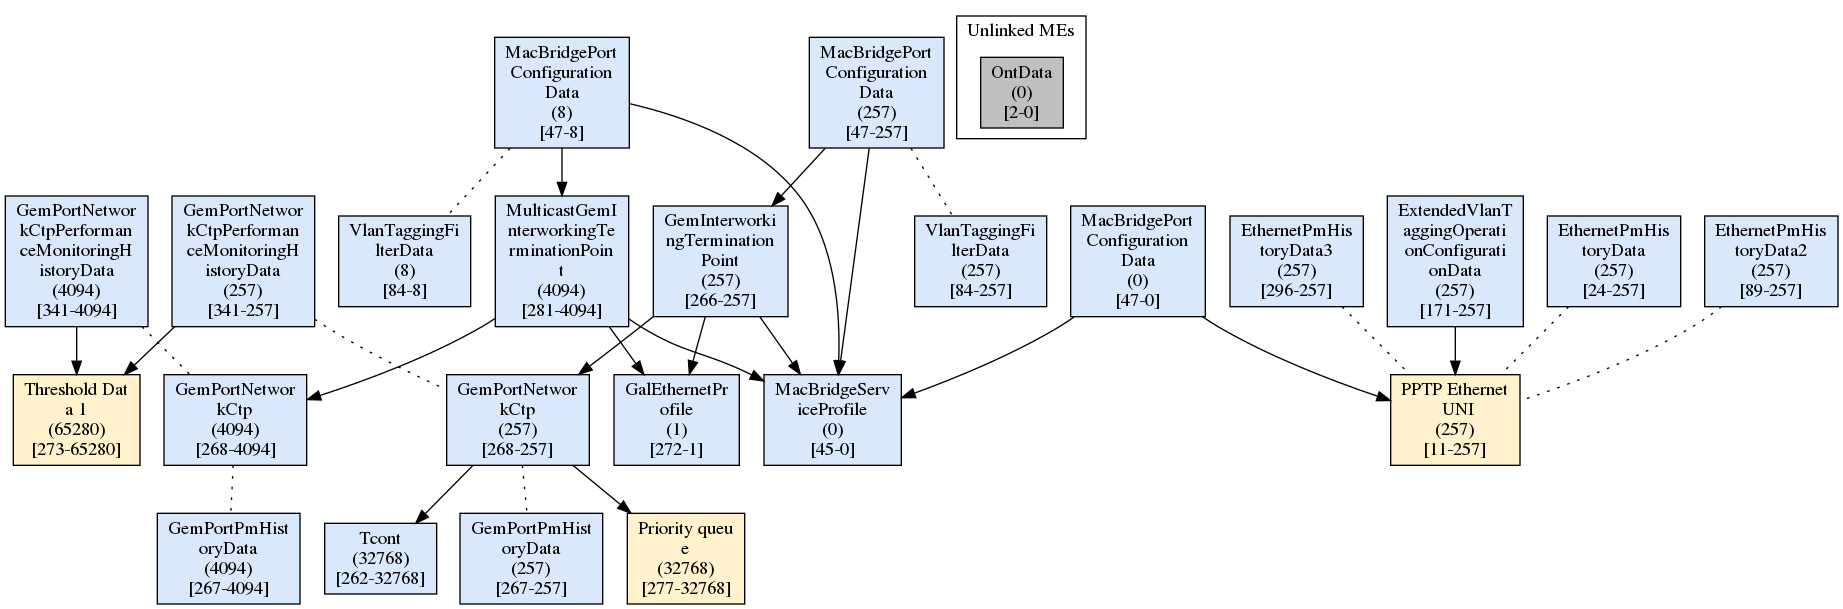 Unlinked MEs
OntData
(0)
[2-0]
MacBridgePort
Configuration
Data
(8)
[47-8]
MacBridgePort
Configuration
Data
(257)
[47-257]
GemPortNetwor
kCtpPerforman
ceMonitoringH
istoryData
(4094)
[341-4094]
GemPortNetwor
kCtpPerforman
ceMonitoringH
istoryData
(257)
[341-257]
VlanTaggingFi
lterData
(8)
[84-8]
MulticastGemI
nterworkingTe
rminationPoin
t
(4094)
[281-4094]
GemInterworki
ngTermination
Point
(257)
[266-257]
VlanTaggingFi
lterData
(257)
[84-257]
MacBridgePort
Configuration
Data
(0)
[47-0]
EthernetPmHis
toryData3
(257)
[296-257]
ExtendedVlanT
aggingOperati
onConfigurati
onData
(257)
[171-257]
EthernetPmHis
toryData
(257)
[24-257]
EthernetPmHis
toryData2
(257)
[89-257]
Threshold Dat
a 1
(65280)
[273-65280]
GemPortNetwor
kCtp
(4094)
[268-4094]
GemPortNetwor
kCtp
(257)
[268-257]
GalEthernetPr
ofile
(1)
[272-1]
MacBridgeServ
iceProfile
(0)
[45-0]
PPTP Ethernet
UNI
(257)
[11-257]
GemPortPmHist
oryData
(4094)
[267-4094]
Tcont
(32768)
[262-32768]
GemPortPmHist
oryData
(257)
[267-257]
Priority queu
e
(32768)
[277-32768]